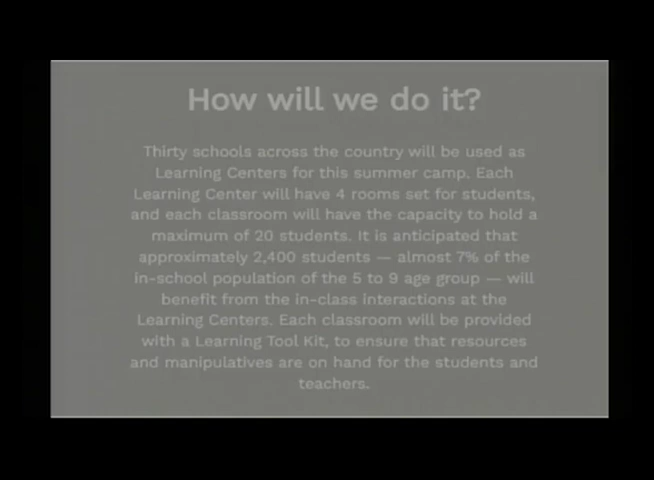 How will we do it?
Thirty schools across the country will be used as
Learning Centers for this summer camp. Each
Learning Center will have 4 rooms set for students,
and each classroom will have the capacity to hold a
maximum of 20 students. It is anticipated that
approximately 2,400 students — almost 7% of the
in-school population of the 5 to 9 age group — will
benefit from the in-class interactions at the
Learning Centers. Each classroom will be provided
with a Learning Tool Kit, to ensure that resources
and manipulatives are on hand for the students and
teachers.